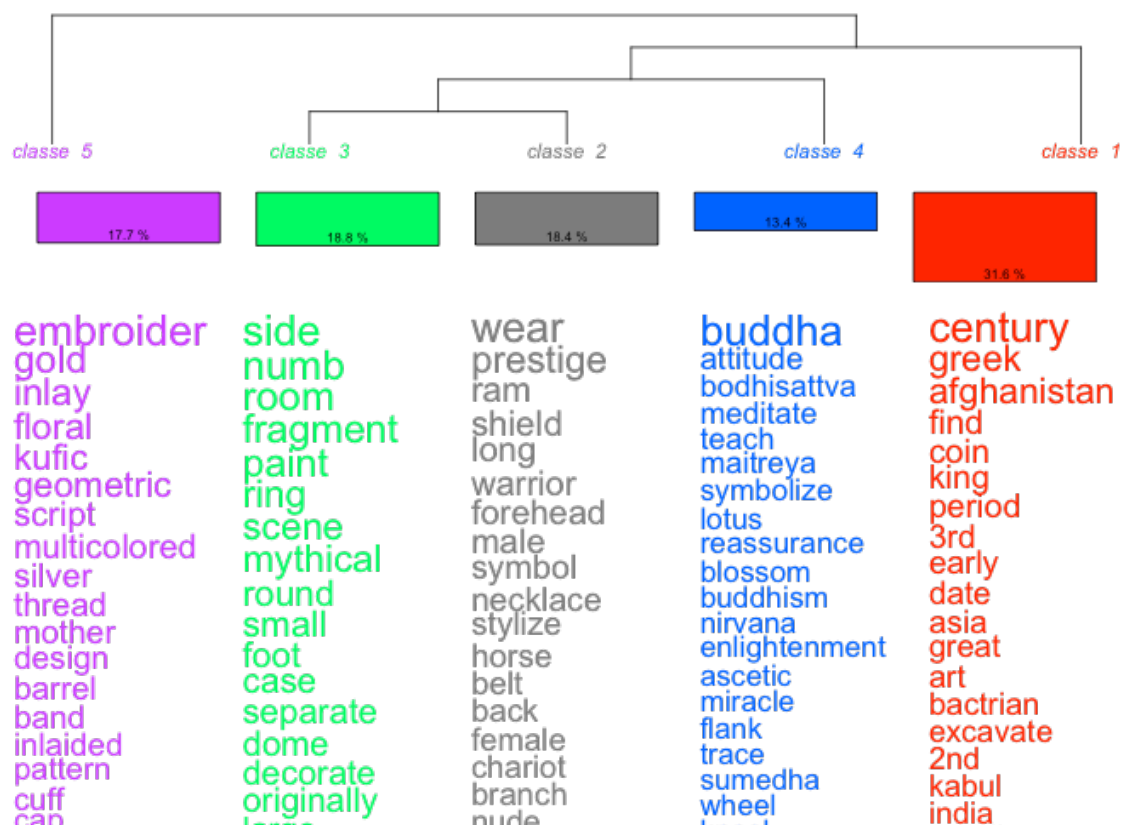 classe 5
classe 3
classe 2
classe 4
classe 1
17.7 %
18.8 %
18.4 %
13.4 %
31.6 %
embroider
gold
inlay
floral
kufic
geometric
script
multicolored
silver
thread
mother
design
barrel
band
inlaided
pattern
cuff
cap
side
numb
room
fragment
paint
ring
scene
mythical
round
small
foot
case
separate
dome
decorate
originally
large
wear
prestige
ram
shield
long
warrior
forehead
male
symbol
necklace
stylize
horse
belt
back
female
chariot
branch
nude
buddha
attitude
bodhisattva
meditate
teach
maitreya
symbolize
lotus
reassurance
blossom
buddhism
nirvana
enlightenment
ascetic
miracle
flank
trace
sumedha
wheel
century
greek
afghanistan
find
coin
king
period
3rd
early
date
asia
great
art
bactrian
excavate
2nd
kabul
india